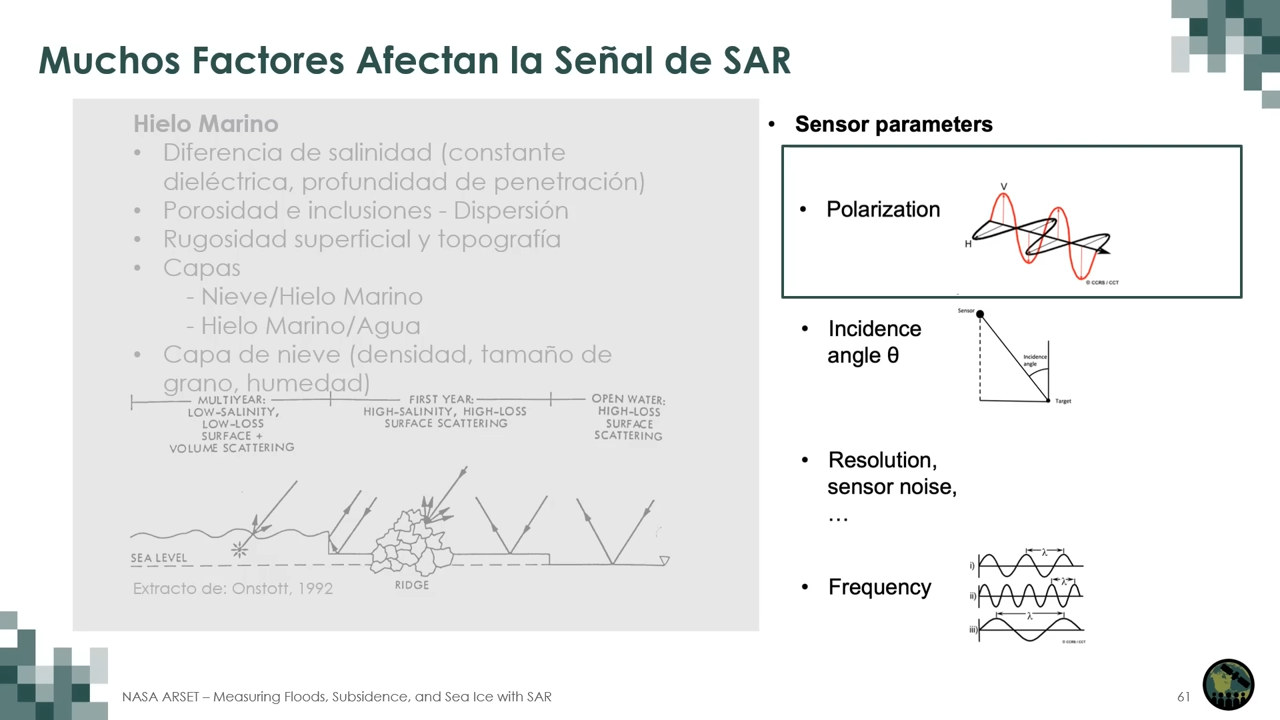 Muchos Factores Afectan la Señal de SAR
Hielo Marino
• Diferencia de salinidad (constante
dieléctrica, profundidad de penetración)
• Porosidad e inclusiones - Dispersión
• Rugosidad superficial y topografía
• Capas
- Nieve/Hielo Marino
- Hielo Marino/Agua
• Capa de nieve (densidad, tamaño de
grano, humedad)
MULTIYEAR:
LOW-SALINITY,
LOW-LOSS
SURFACE +
VOLUME SCATTERING
FIRST YEAR:
HIGH-SALINITY, HIGH-LOSS
SURFACE SCATTERING
OPEN WATER:
HIGH-LOSS
SURFACE
SCATTERING
SEA LEVEL
RIDGE
Extracto de: Onstott, 1992
• Sensor parameters
• Polarization
V
H
© CCRS / CCT
• Incidence
angle θ
Sensor
Incidence
angle
Target
• Resolution,
sensor noise,
…
• Frequency
i)
λ
ii)
λ
iii)
λ
© CCRS / CCT
NASA ARSET – Measuring Floods, Subsidence, and Sea Ice with SAR
61